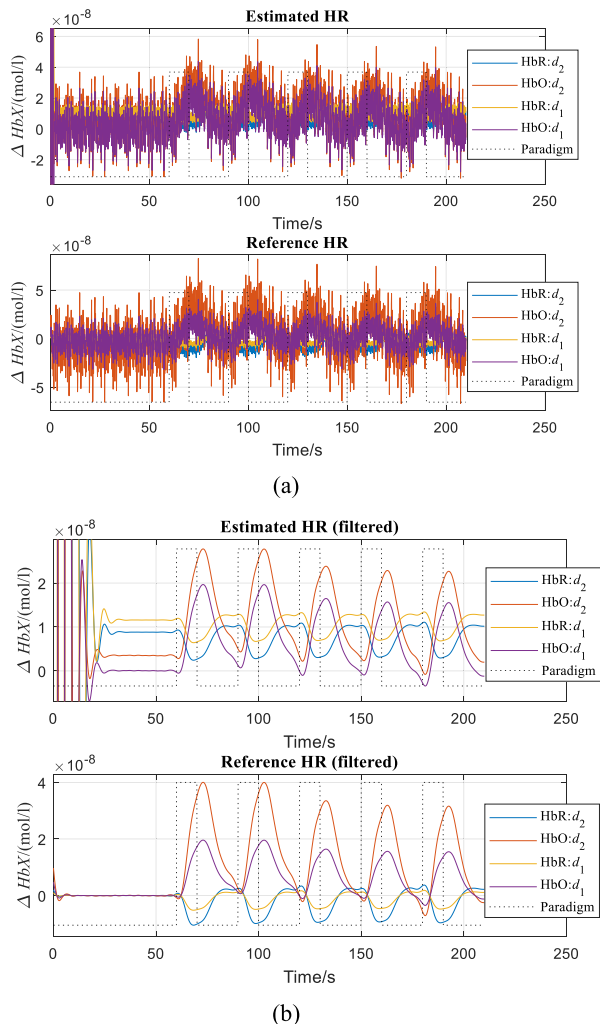 Estimated HR
×10⁻⁸
Δ HbX/(mol/l)
6
4
2
0
-2
0 50 100 150 200 250
Time/s
HbR:d₂
HbO:d₂
HbR:d₁
HbO:d₁
Paradigm
Reference HR
×10⁻⁸
Δ HbX/(mol/l)
5
0
-5
0 50 100 150 200 250
Time/s
HbR:d₂
HbO:d₂
HbR:d₁
HbO:d₁
Paradigm
(a)
Estimated HR (filtered)
×10⁻⁸
Δ HbX/(mol/l)
2
1
0
0 50 100 150 200 250
Time/s
HbR:d₂
HbO:d₂
HbR:d₁
HbO:d₁
Paradigm
Reference HR (filtered)
×10⁻⁸
Δ HbX/(mol/l)
4
2
0
0 50 100 150 200 250
Time/s
HbR:d₂
HbO:d₂
HbR:d₁
HbO:d₁
Paradigm
(b)